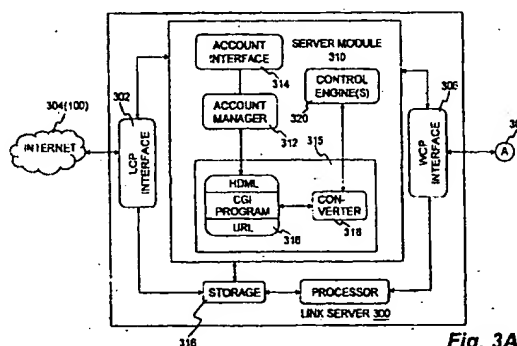 ACCOUNT INTERFACE
314
SERVER MODULE
310
302
CONTROL ENGINE(S)
320
304(100)
INTERNET
LCP INTERFACE
ACCOUNT MANAGER
312
315
306
WCP INTERFACE
A
HDML
CGI PROGRAM
URL
316
CON-VERTER
318
STORAGE
PROCESSOR
LINK SERVER 300
316
Fig. 3A